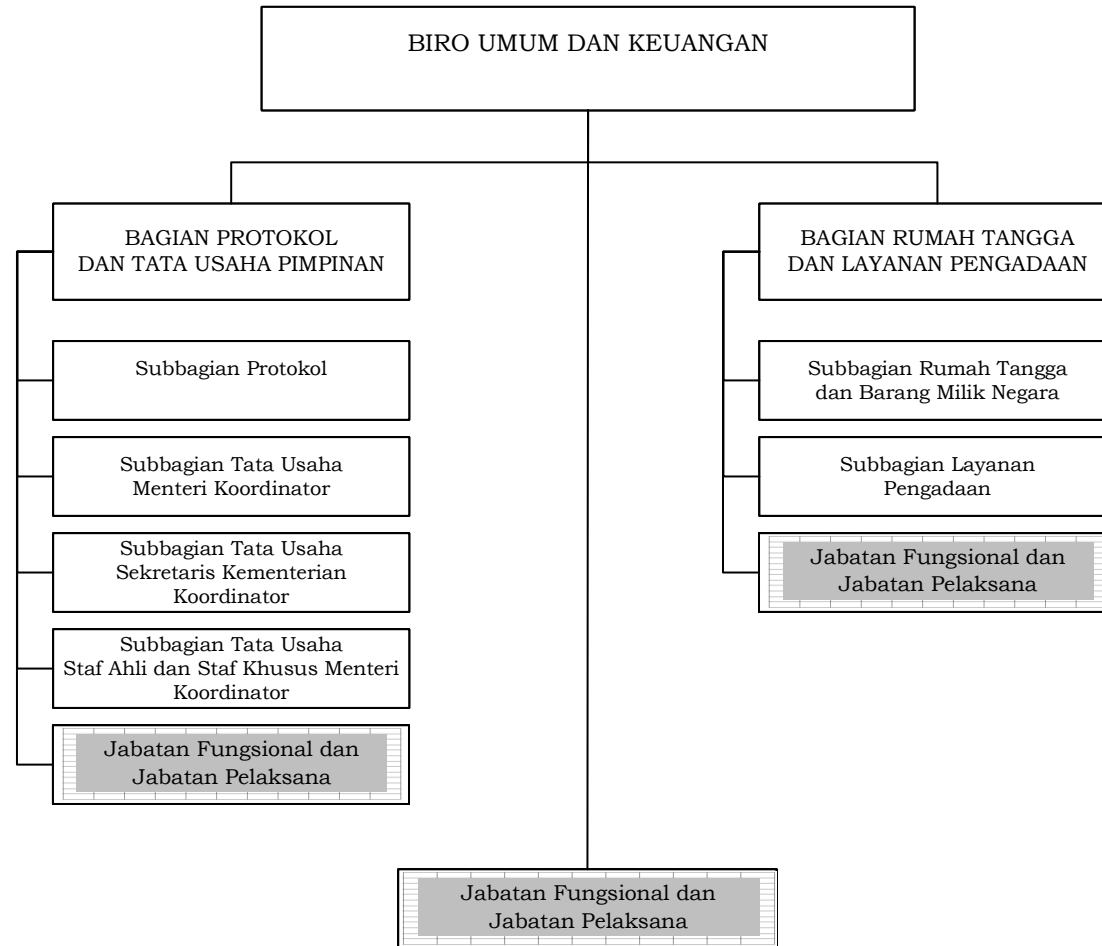 BIRO UMUM DAN KEUANGAN
BAGIAN PROTOKOL
DAN TATA USAHA PIMPINAN
Subbagian Protokol
Subbagian Tata Usaha
Menteri Koordinator
Subbagian Tata Usaha
Sekretaris Kementerian
Koordinator
Subbagian Tata Usaha
Staf Ahli dan Staf Khusus Menteri
Koordinator
Jabatan Fungsional dan
Jabatan Pelaksana
BAGIAN RUMAH TANGGA
DAN LAYANAN PENGADAAN
Subbagian Rumah Tangga
dan Barang Milik Negara
Subbagian Layanan
Pengadaan
Jabatan Fungsional dan
Jabatan Pelaksana
Jabatan Fungsional dan
Jabatan Pelaksana